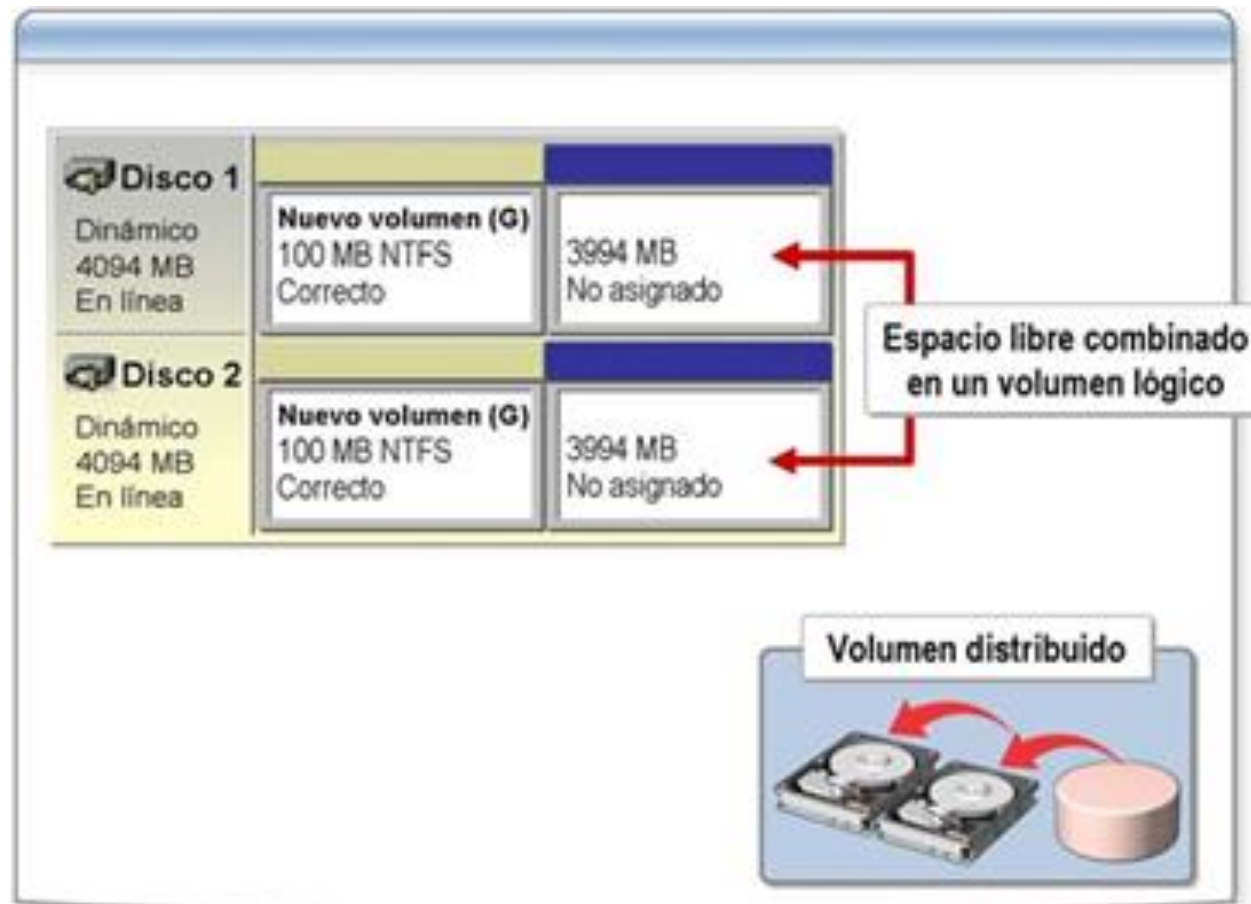 Disco 1
Dinámico
4094 MB
En línea
Nuevo volumen (G)
100 MB NTFS
Correcto
3994 MB
No asignado
Disco 2
Dinámico
4094 MB
En línea
Nuevo volumen (G)
100 MB NTFS
Correcto
3994 MB
No asignado
Espacio libre combinado
en un volumen lógico
Volumen distribuido